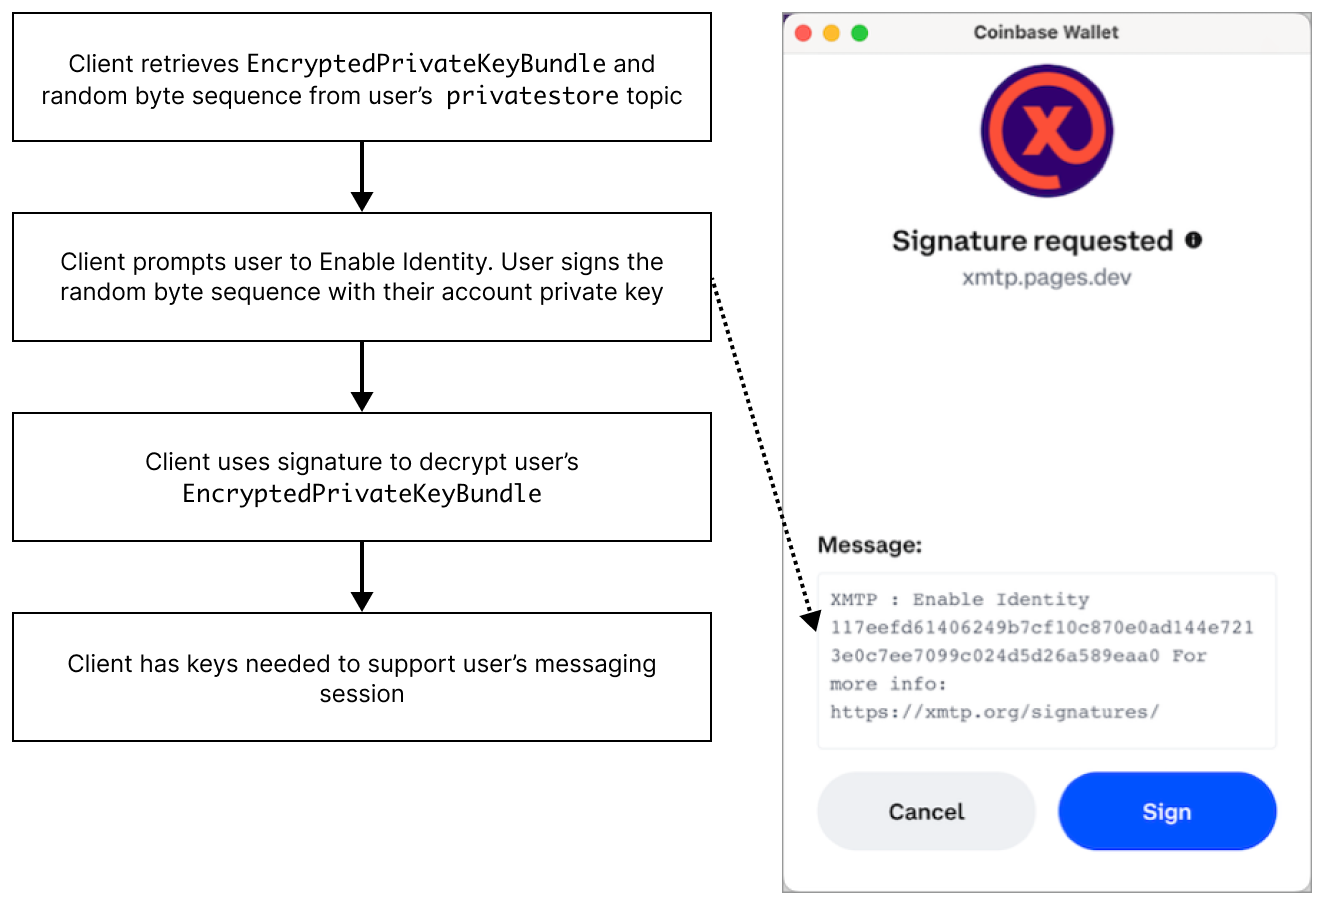 Client retrieves EncryptedPrivateKeyBundle and
random byte sequence from user’s privatestore topic
Client prompts user to Enable Identity. User signs the
random byte sequence with their account private key
Client uses signature to decrypt user’s
EncryptedPrivateKeyBundle
Client has keys needed to support user’s messaging
session
Coinbase Wallet
Signature requested
xmtp.pages.dev
Message:
XMTP : Enable Identity
117eefd61406249b7cf10c870e0ad144e721
3e0c7ee7099c024d5d26a589eaa0 For
more info:
https://xmtp.org/signatures/
Cancel
Sign